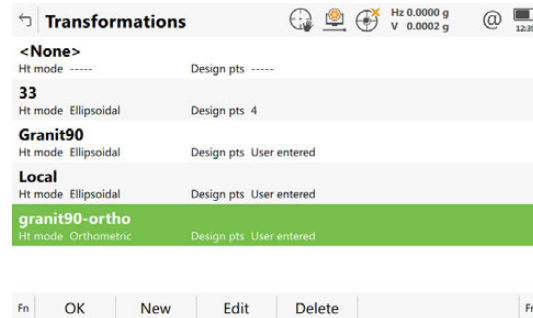 Transformations
Hz 0.0000 g
V 0.0002 g
@
12:39
<None>
Ht mode ----- Design pts -----
33
Ht mode Ellipsoidal Design pts 4
Granit90
Ht mode Ellipsoidal Design pts User entered
Local
Ht mode Ellipsoidal Design pts User entered
granit90-ortho
Ht mode Orthometric Design pts User entered
Fn OK New Edit Delete